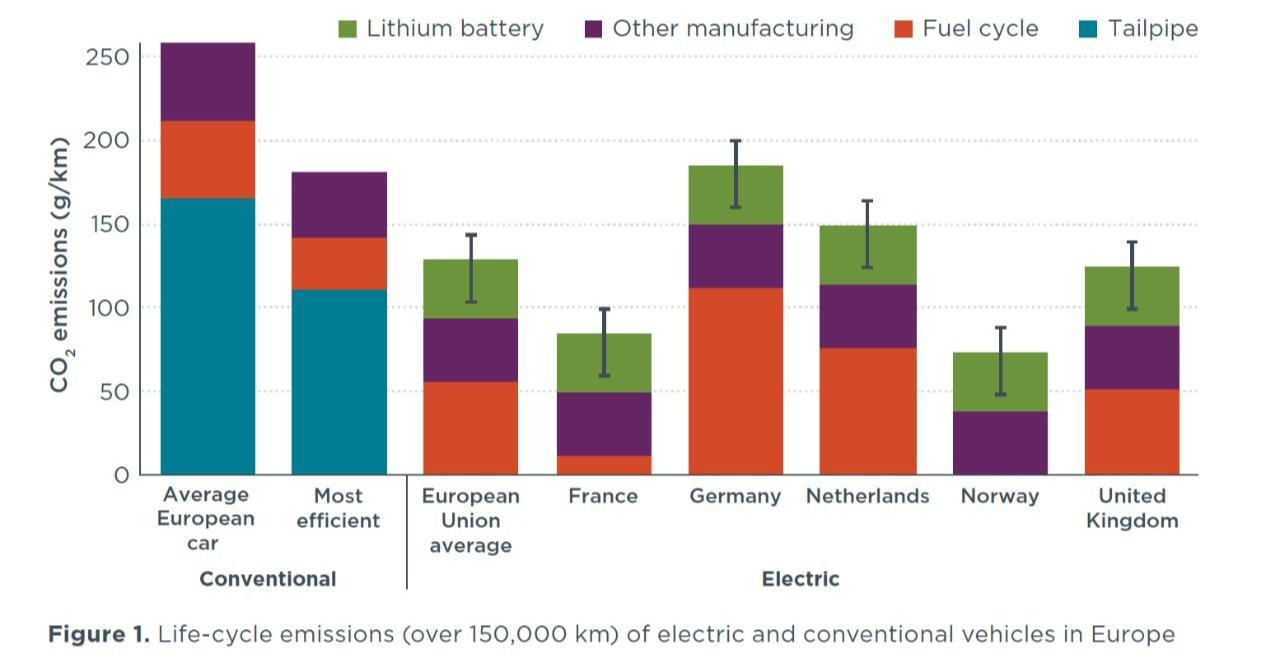 Lithium battery
Other manufacturing
Fuel cycle
Tailpipe
CO₂ emissions (g/km)
250
200
150
100
50
0
Average
European
car
Most
efficient
European
Union
average
France
Germany
Netherlands
Norway
United
Kingdom
Conventional
Electric
Figure 1. Life-cycle emissions (over 150,000 km) of electric and conventional vehicles in Europe